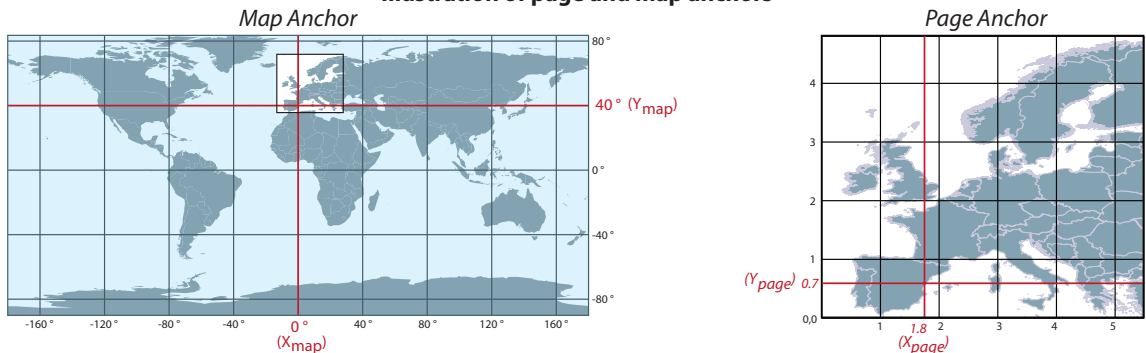 Illustration of page and map anchors
Map Anchor
Page Anchor
80°
40° (Ymap)
0°
-40°
-80°
-160° -120° -80° -40° 0° 40° 80° 120° 160°
(Xmap)
4
3
2
1
(Ypage) 0.7
0,0
1 1.8 2 3 4 5
(Xpage)